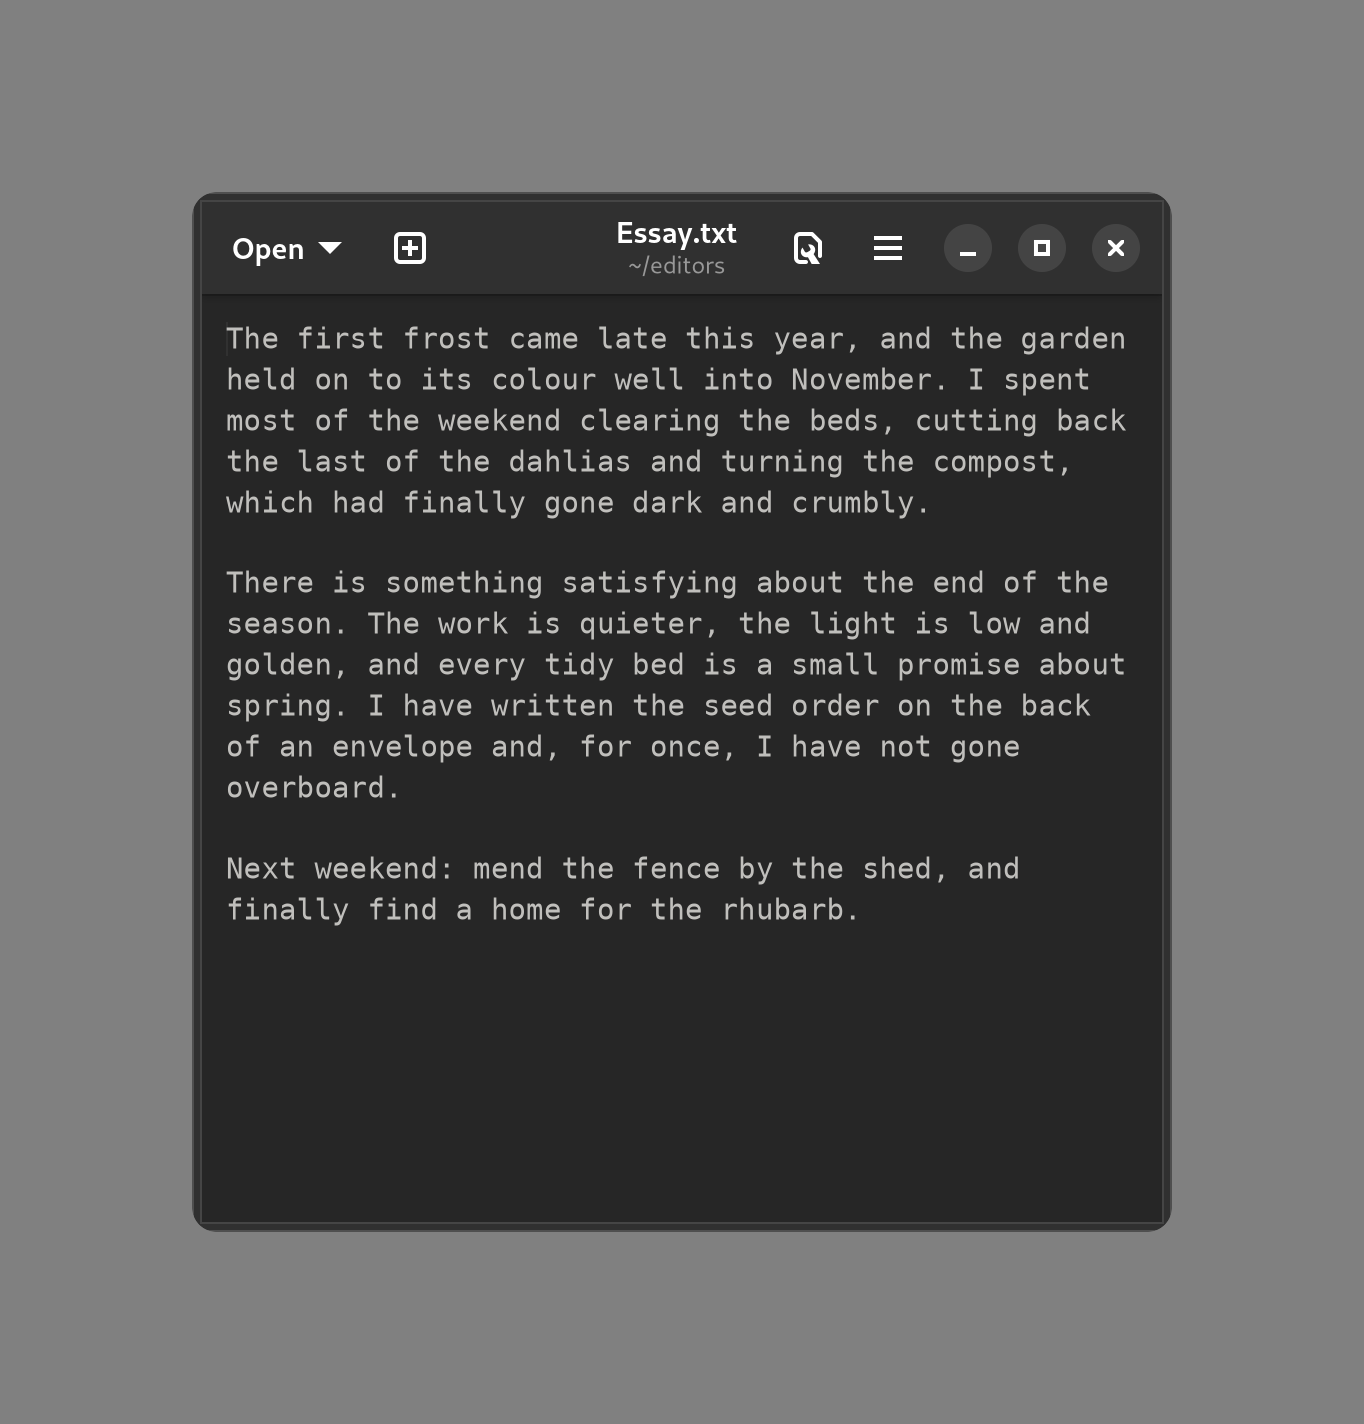 Open
Essay.txt
~/editors
The first frost came late this year, and the garden
held on to its colour well into November. I spent
most of the weekend clearing the beds, cutting back
the last of the dahlias and turning the compost,
which had finally gone dark and crumbly.
There is something satisfying about the end of the
season. The work is quieter, the light is low and
golden, and every tidy bed is a small promise about
spring. I have written the seed order on the back
of an envelope and, for once, I have not gone
overboard.
Next weekend: mend the fence by the shed, and
finally find a home for the rhubarb.